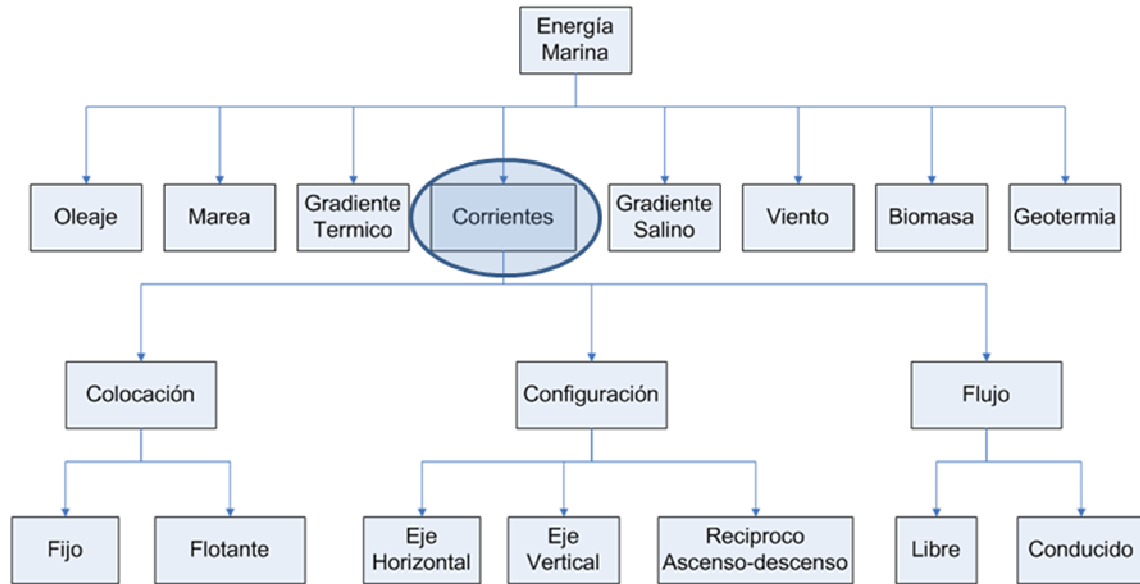 Energía
Marina
Oleaje
Marea
Gradiente
Termico
Corrientes
Gradiente
Salino
Viento
Biomasa
Geotermia
Colocación
Configuración
Flujo
Fijo
Flotante
Eje
Horizontal
Eje
Vertical
Reciproco
Ascenso-descenso
Libre
Conducido